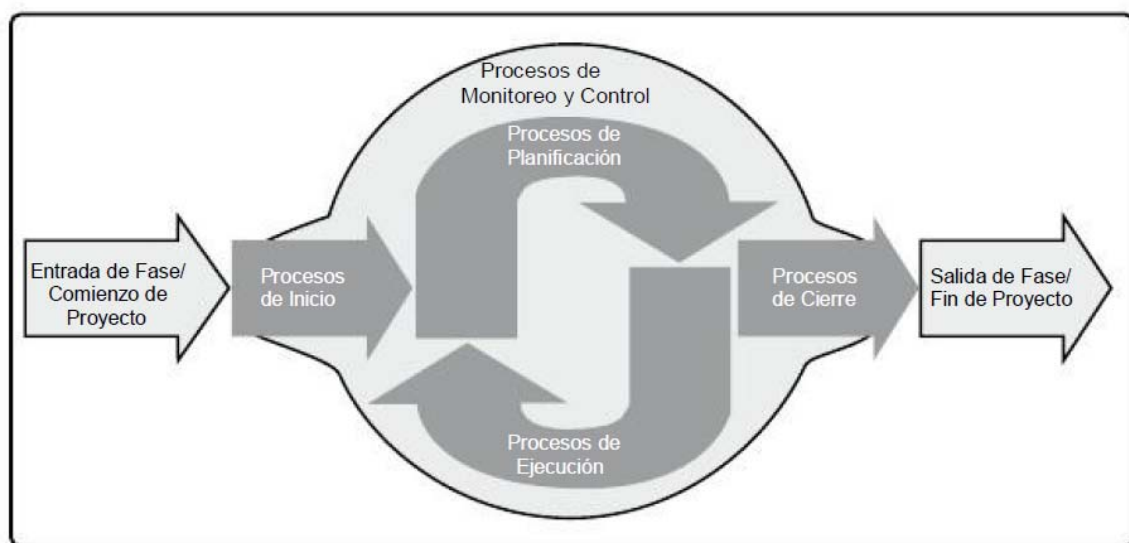 Procesos de
Monitoreo y Control
Procesos de
Planificación
Entrada de Fase/
Comienzo de
Proyecto
Procesos
de Inicio
Procesos
de Cierre
Salida de Fase/
Fin de Proyecto
Procesos de
Ejecución